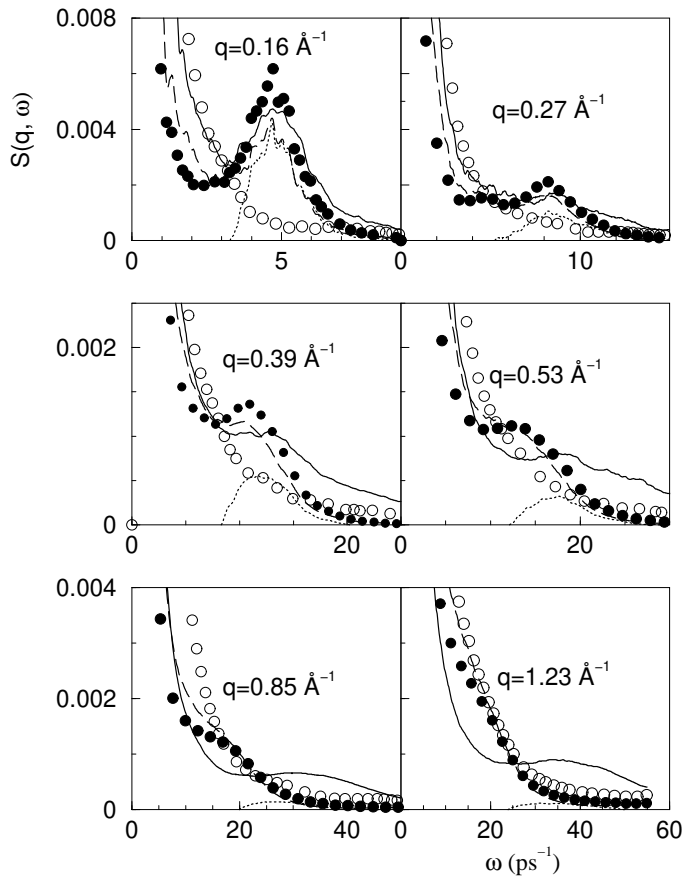 0.008
q=0.16 Å⁻¹
q=0.27 Å⁻¹
S(q, ω)
0.004
0
0 5 0 10
0.002
q=0.39 Å⁻¹
q=0.53 Å⁻¹
0
0 20 0 20
0.004
q=0.85 Å⁻¹
q=1.23 Å⁻¹
0.002
0
0 20 40 0 20 40 60
ω (ps⁻¹)